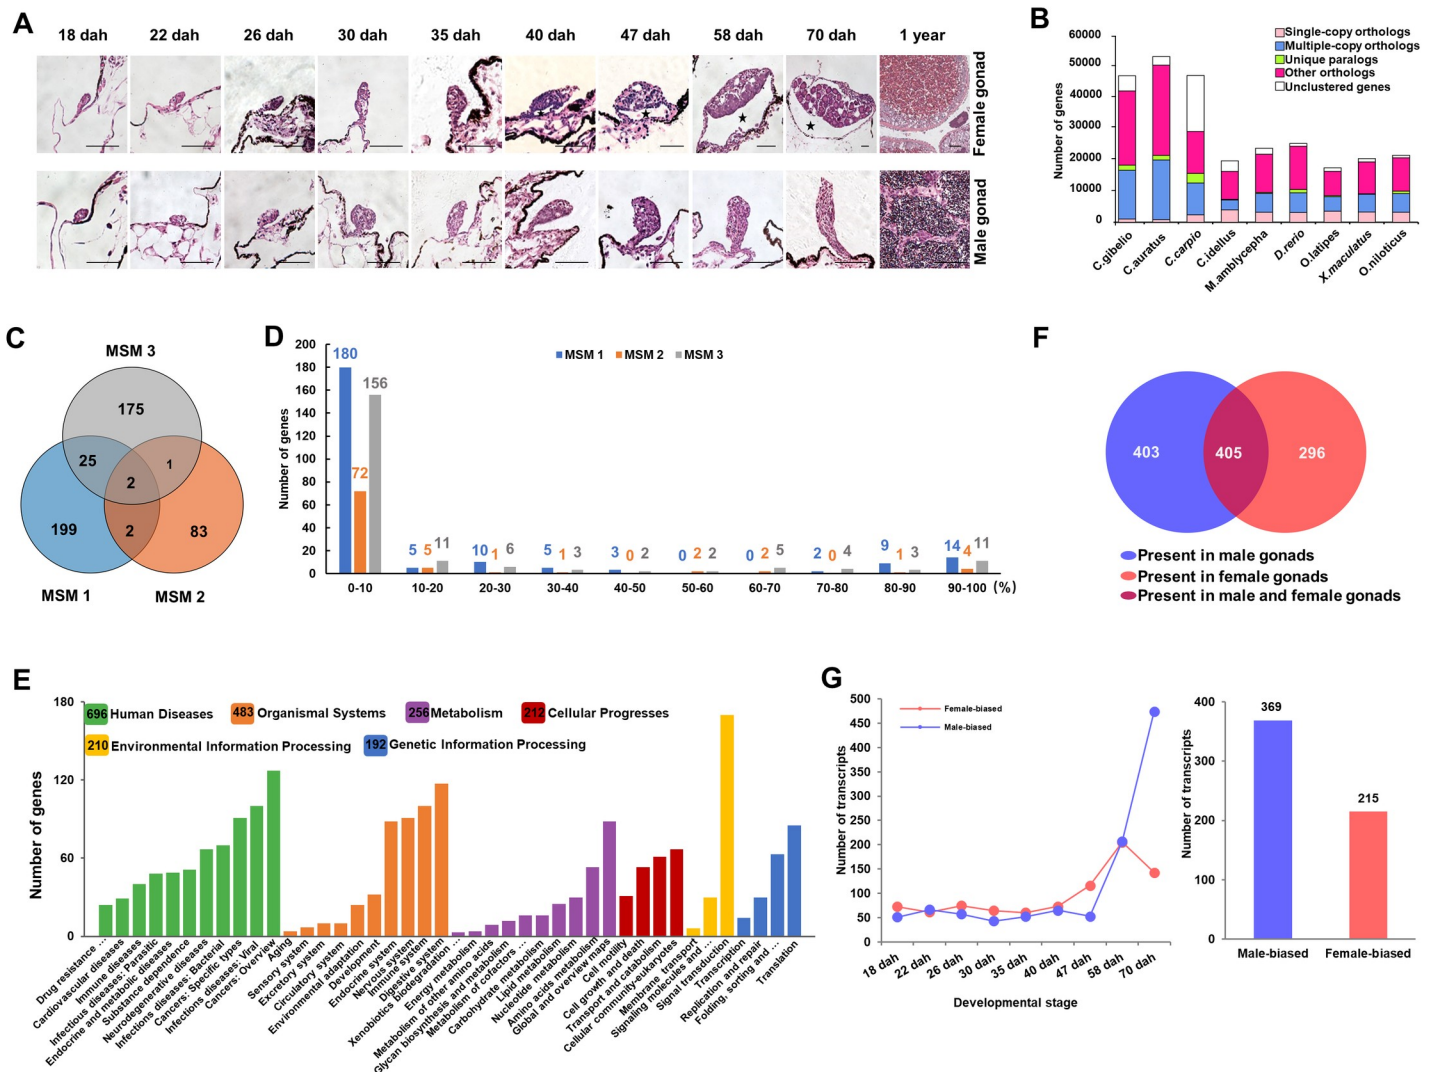 A
18 dah 22 dah 26 dah 30 dah 35 dah 40 dah 47 dah 58 dah 70 dah 1 year
Female gonad
Male gonad
B
60000
50000
40000
30000
20000
10000
0
Number of genes
Single-copy orthologs
Multiple-copy orthologs
Unique paralogs
Other orthologs
Unclustered genes
C.gibelio
C.auratus
C.carpio
C.idellus
M.amblycepha
D.rerio
O.latipes
X.maculatus
O.niloticus
C
MSM 3
175
25
1
2
199
2
83
MSM 1
MSM 2
D
200
180
160
140
120
100
80
60
40
20
0
Number of genes
MSM 1 MSM 2 MSM 3
180 72 156
5 5 11
10 1 6
5 1 3
3 0 2
0 2 2
0 2 5
2 0 4
9 1 3
14 4 11
0-10 10-20 20-30 30-40 40-50 50-60 60-70 70-80 80-90 90-100 (%)
F
403 405 296
Present in male gonads
Present in female gonads
Present in male and female gonads
E
180
120
60
0
Number of genes
696 Human Diseases 483 Organismal Systems 256 Metabolism 212 Cellular Progresses
210 Environmental Information Processing 192 Genetic Information Processing
Drug resistance ...
Cardiovascular diseases
Immune diseases
Infectious diseases: Parasitic
Endocrine and metabolic diseases
Substance dependence
Neurodegenerative diseases
Infections diseases: Bacterial
Cancers: Specific types
Infections diseases: Viral
Cancers: Overview
Aging
Sensory system
Excretory system
Circulatory system
Environmental adaptation
Development
Endocrine system
Nervous system
Immune system
Digestive system
Xenobiotics biodegradation ...
Energy metabolism
Metabolism of other amino acids
Glycan biosynthesis and metabolism
Metabolism of cofactors ...
Carbohydrate metabolism
Lipid metabolism
Nucleotide metabolism
Amino acids metabolism
Global and overview maps
Cell motility
Cell growth and death
Transport and catabolism
Cellular community-eukaryotes
Membrane transport
Signaling molecules and ...
Signal transduction
Transcription
Replication and repair
Folding, sorting and ...
Translation
G
500
450
400
350
300
250
200
150
100
50
0
Number of transcripts
Female-biased
Male-biased
18 dah 22 dah 26 dah 30 dah 35 dah 40 dah 47 dah 58 dah 70 dah
Developmental stage
400
300
200
100
0
Number of transcripts
369
215
Male-biased Female-biased